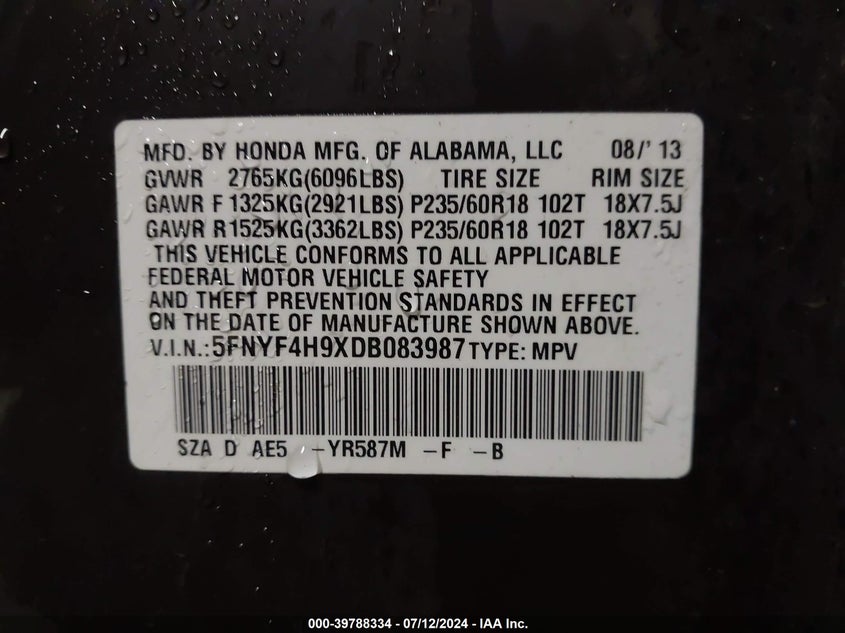 MFD. BY HONDA MFG. OF ALABAMA, LLC 08/' 13
GVWR 2765KG(6096LBS) TIRE SIZE RIM SIZE
GAWR F 1325KG(2921LBS) P235/60R18 102T 18X7.5J
GAWR R1525KG(3362LBS) P235/60R18 102T 18X7.5J
THIS VEHICLE CONFORMS TO ALL APPLICABLE
FEDERAL MOTOR VEHICLE SAFETY
AND THEFT PREVENTION STANDARDS IN EFFECT
ON THE DATE OF MANUFACTURE SHOWN ABOVE.
V.I.N.:5FNYF4H9XDB083987 TYPE: MPV
SZA D AE5 -YR587M -F -B
000-39788334 - 07/12/2024 - IAA Inc.